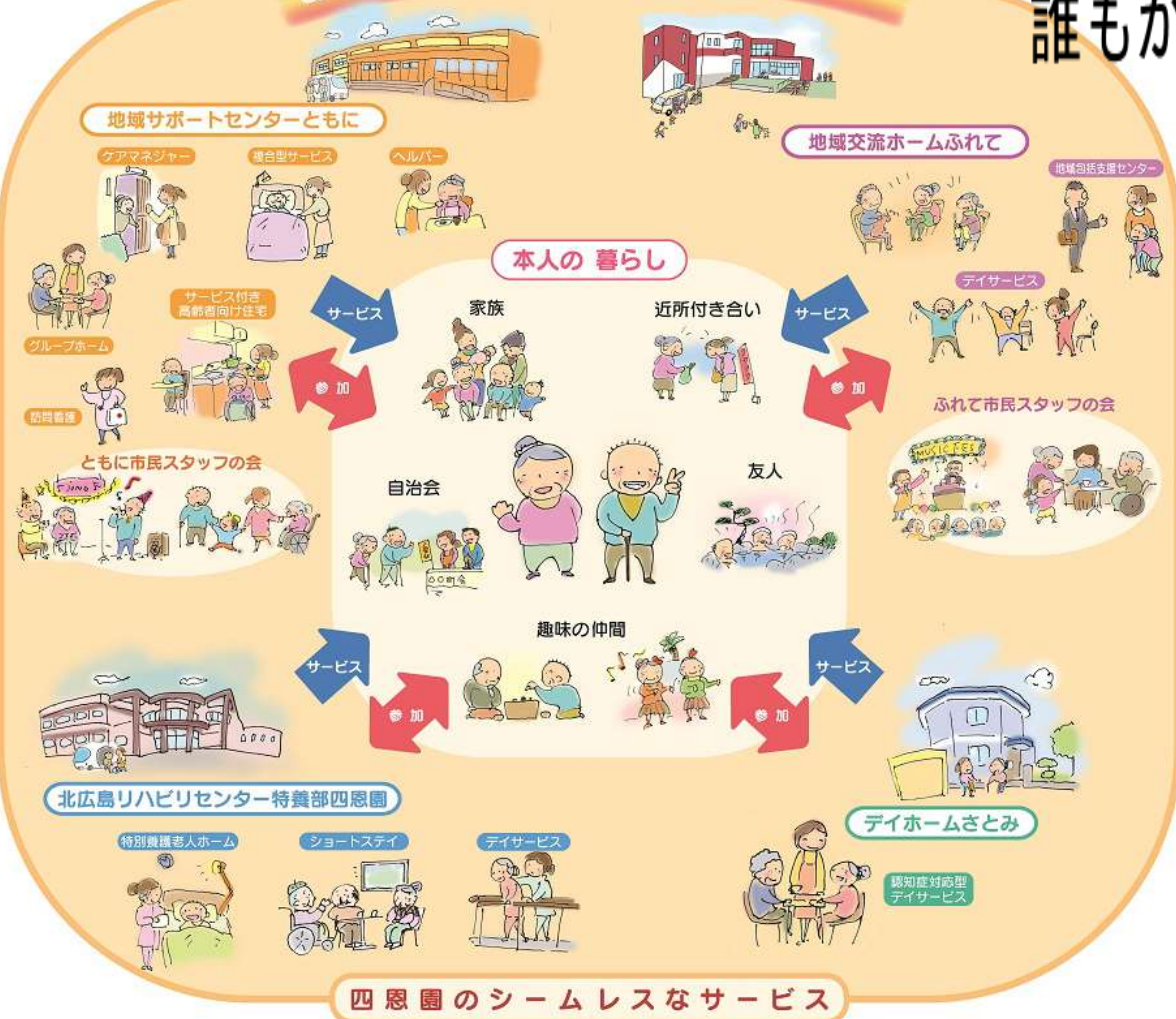 誰もが
地域サポートセンターともに
ケアマネジャー
複合型サービス
ヘルパー
地域交流ホームふれて
地域包括支援センター
本人の 暮らし
デイサービス
サービス付き
高齢者向け住宅
グループホーム
訪問看護
サービス
参加
家族
近所付き合い
サービス
参加
ふれて市民スタッフの会
MUSIC FES
ともに市民スタッフの会
SONG
自治会
〇〇町会
友人
趣味の仲間
サービス
参加
サービス
参加
北広島リハビリセンター特養部四恩園
特別養護老人ホーム
ショートステイ
デイサービス
デイホームさとみ
認知症対応型
デイサービス
四恩園のシームレスなサービス